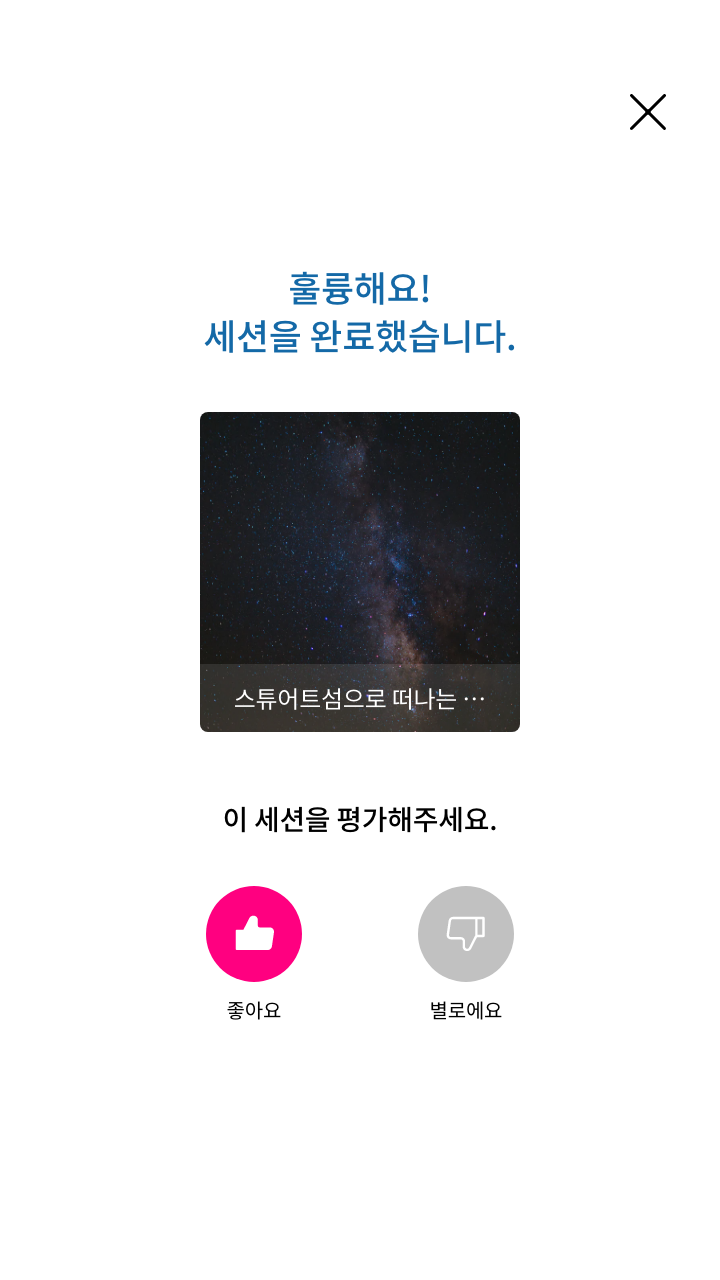 훌륭해요!
세션을 완료했습니다.
스튜어트섬으로 떠나는 ⋯
이 세션을 평가해주세요.
좋아요
별로에요